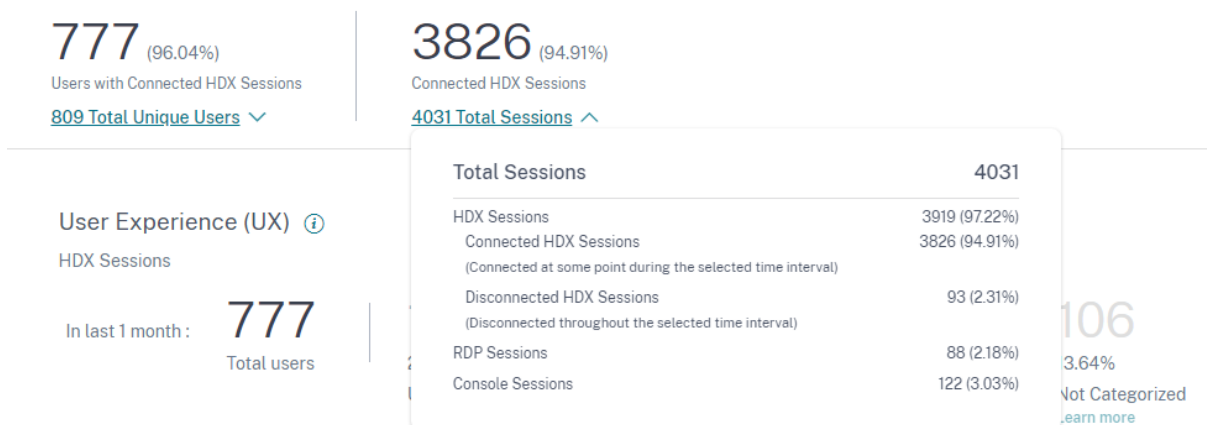 777 (96.04%)
Users with Connected HDX Sessions
809 Total Unique Users
3826 (94.91%)
Connected HDX Sessions
4031 Total Sessions
Total Sessions 4031
HDX Sessions 3919 (97.22%)
Connected HDX Sessions 3826 (94.91%)
(Connected at some point during the selected time interval)
Disconnected HDX Sessions 93 (2.31%)
(Disconnected throughout the selected time interval)
RDP Sessions 88 (2.18%)
Console Sessions 122 (3.03%)
User Experience (UX)
HDX Sessions
In last 1 month : 777
Total users
106
3.64%
Not Categorized
Learn more